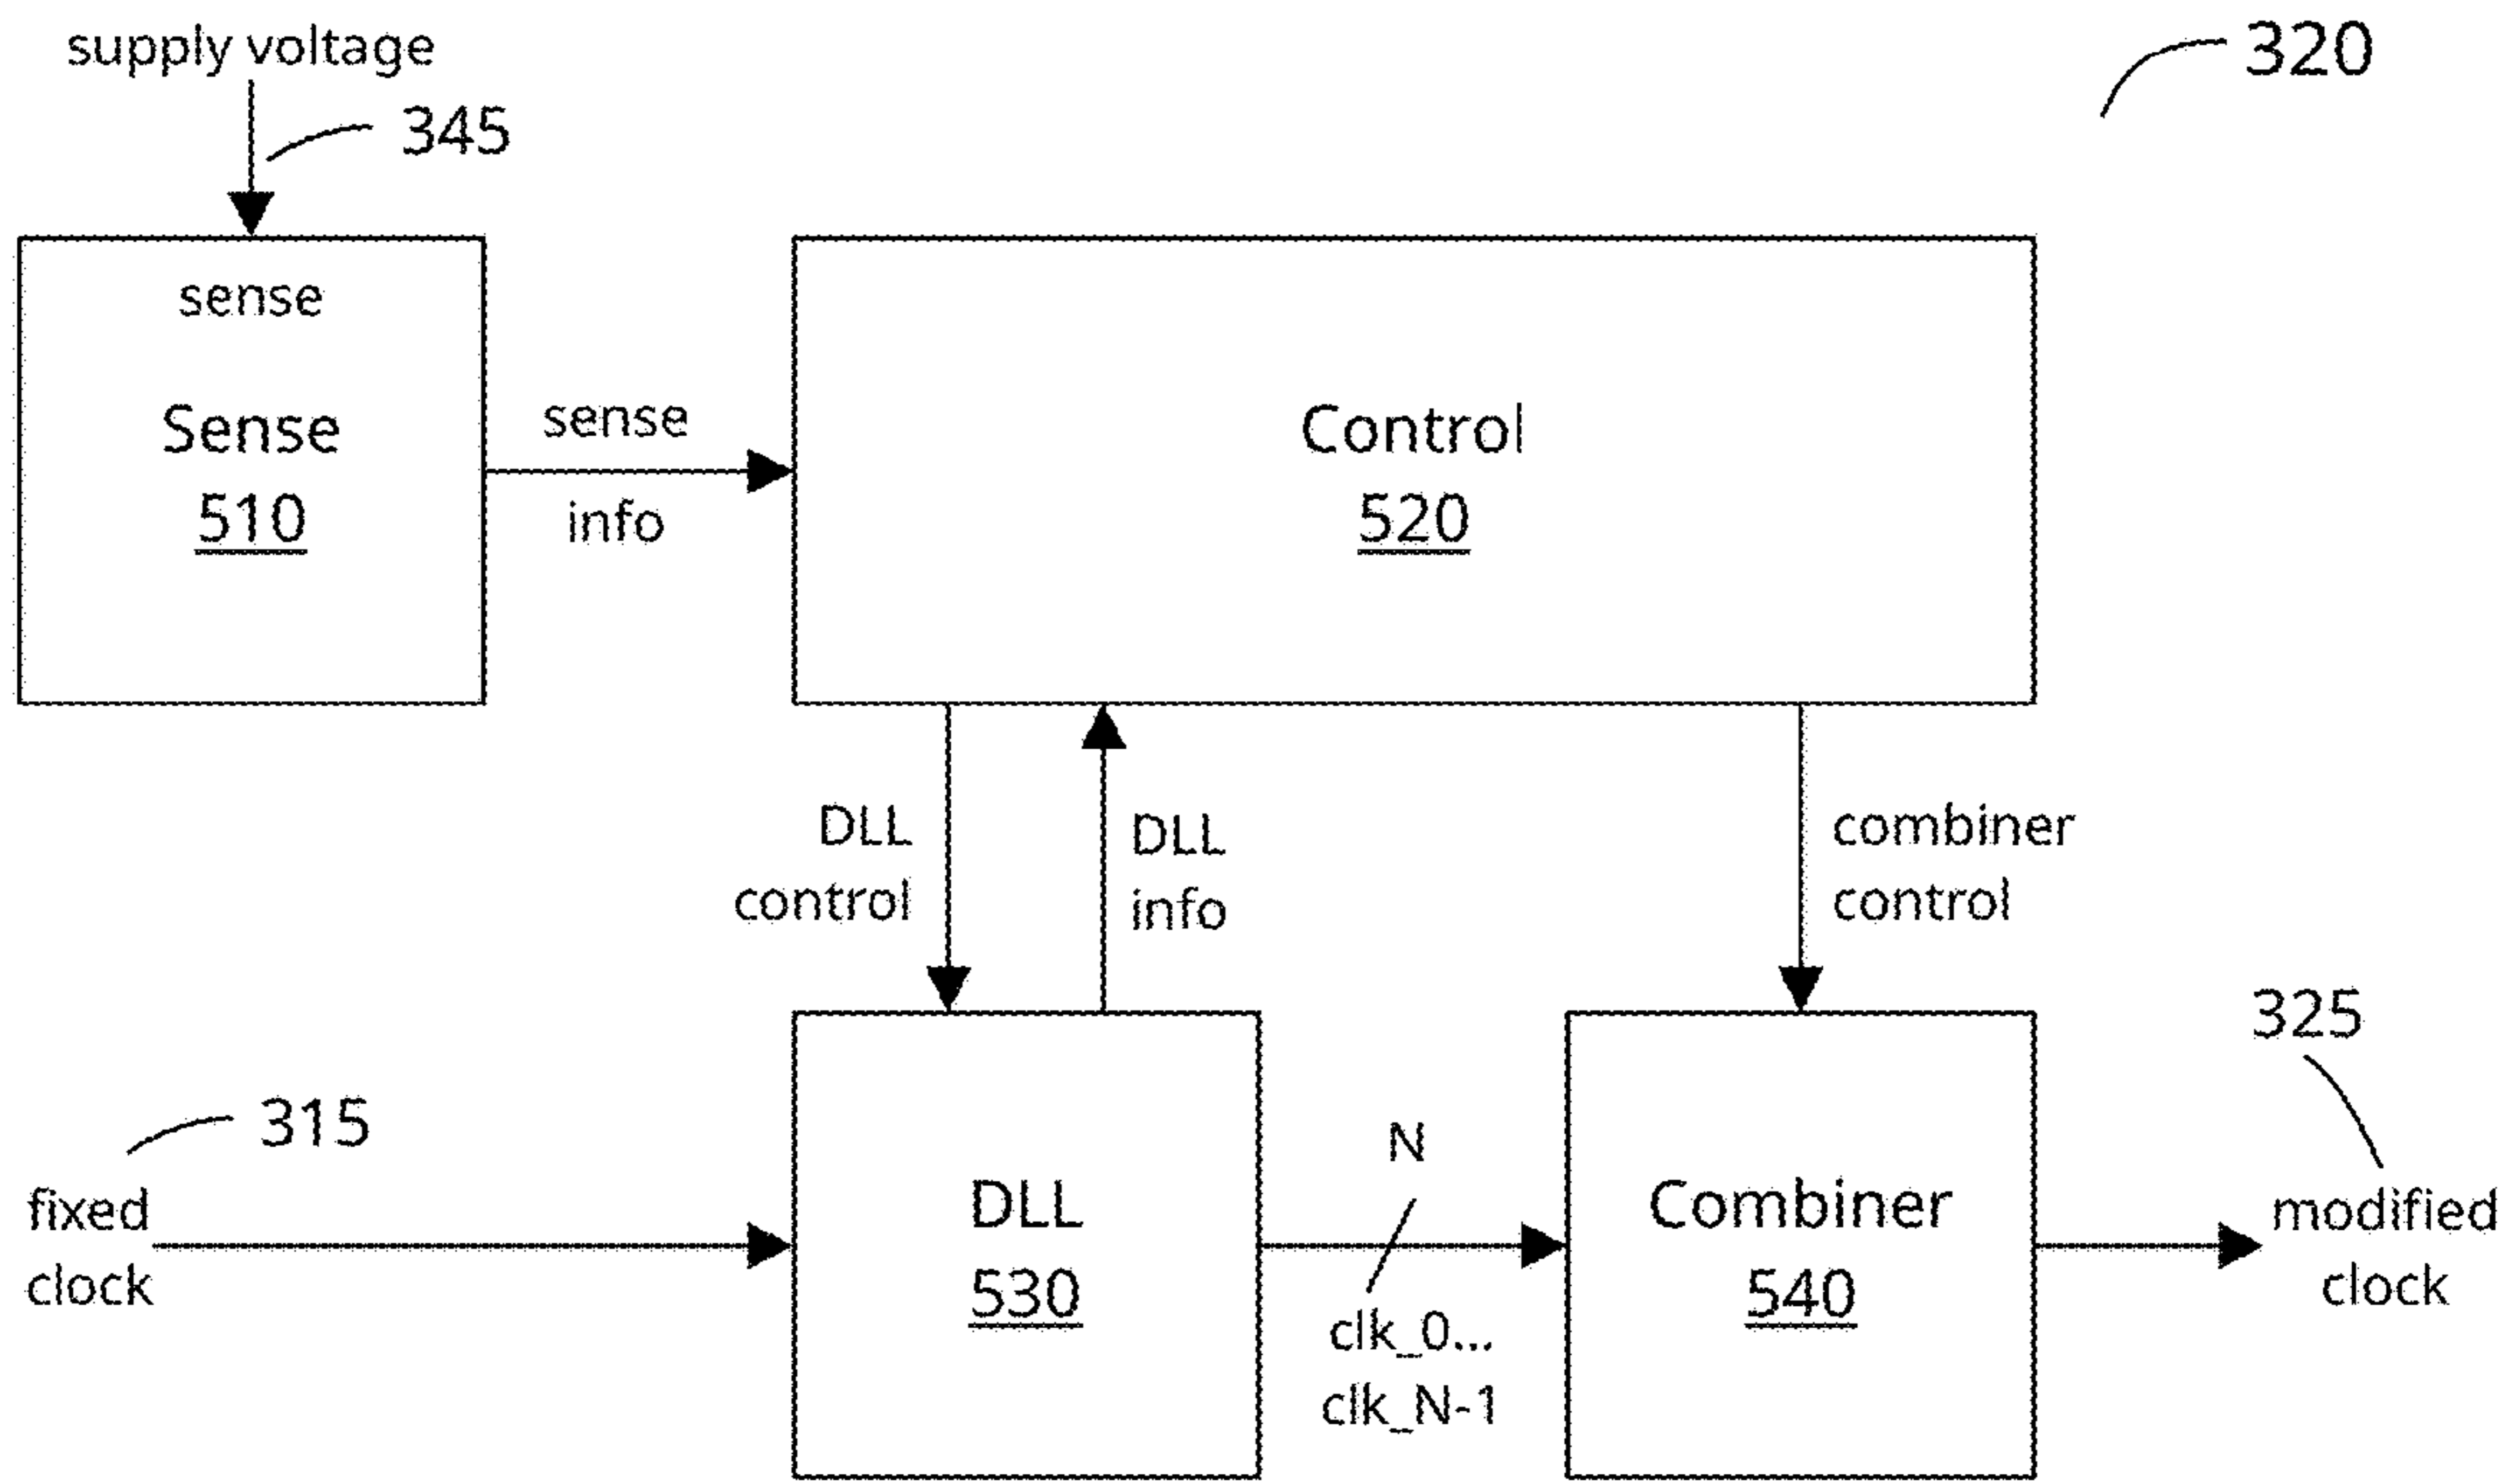 supply voltage
345
320
sense
Sense
510
sense
info
Control
520
DLL
control
DLL
info
combiner
control
315
fixed
clock
DLL
530
N
clk_0...
clk_N-1
Combiner
540
325
modified
clock